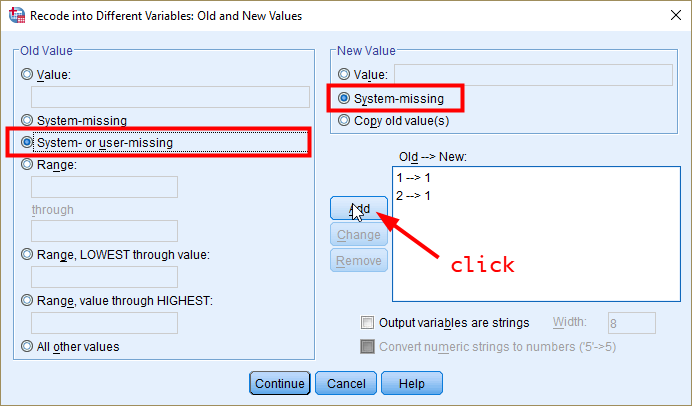 Recode into Different Variables: Old and New Values
Old Value
Value:
System-missing
System- or user-missing
Range:
through
Range, LOWEST through value:
Range, value through HIGHEST:
All other values
New Value
Value:
System-missing
Copy old value(s)
Old --> New:
1 --> 1
2 --> 1
Add
Change
Remove
click
Output variables are strings
Width:
8
Convert numeric strings to numbers ('5'->5)
Continue
Cancel
Help